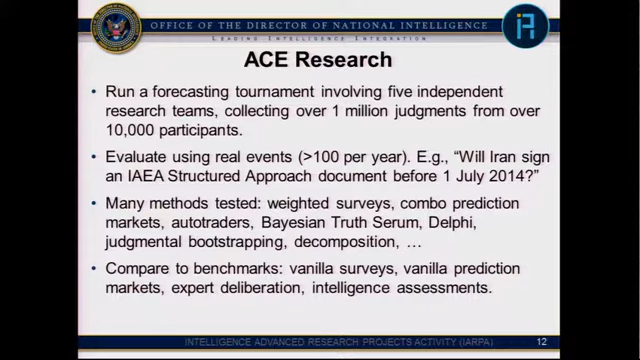 OFFICE OF THE DIRECTOR OF NATIONAL INTELLIGENCE
LEADING INTELLIGENCE INTEGRATION
ACE Research
• Run a forecasting tournament involving five independent
research teams, collecting over 1 million judgments from over
10,000 participants.
• Evaluate using real events (>100 per year). E.g., “Will Iran sign
an IAEA Structured Approach document before 1 July 2014?”
• Many methods tested: weighted surveys, combo prediction
markets, autotraders, Bayesian Truth Serum, Delphi,
judgmental bootstrapping, decomposition, …
• Compare to benchmarks: vanilla surveys, vanilla prediction
markets, expert deliberation, intelligence assessments.
INTELLIGENCE ADVANCED RESEARCH PROJECTS ACTIVITY (IARPA)
12